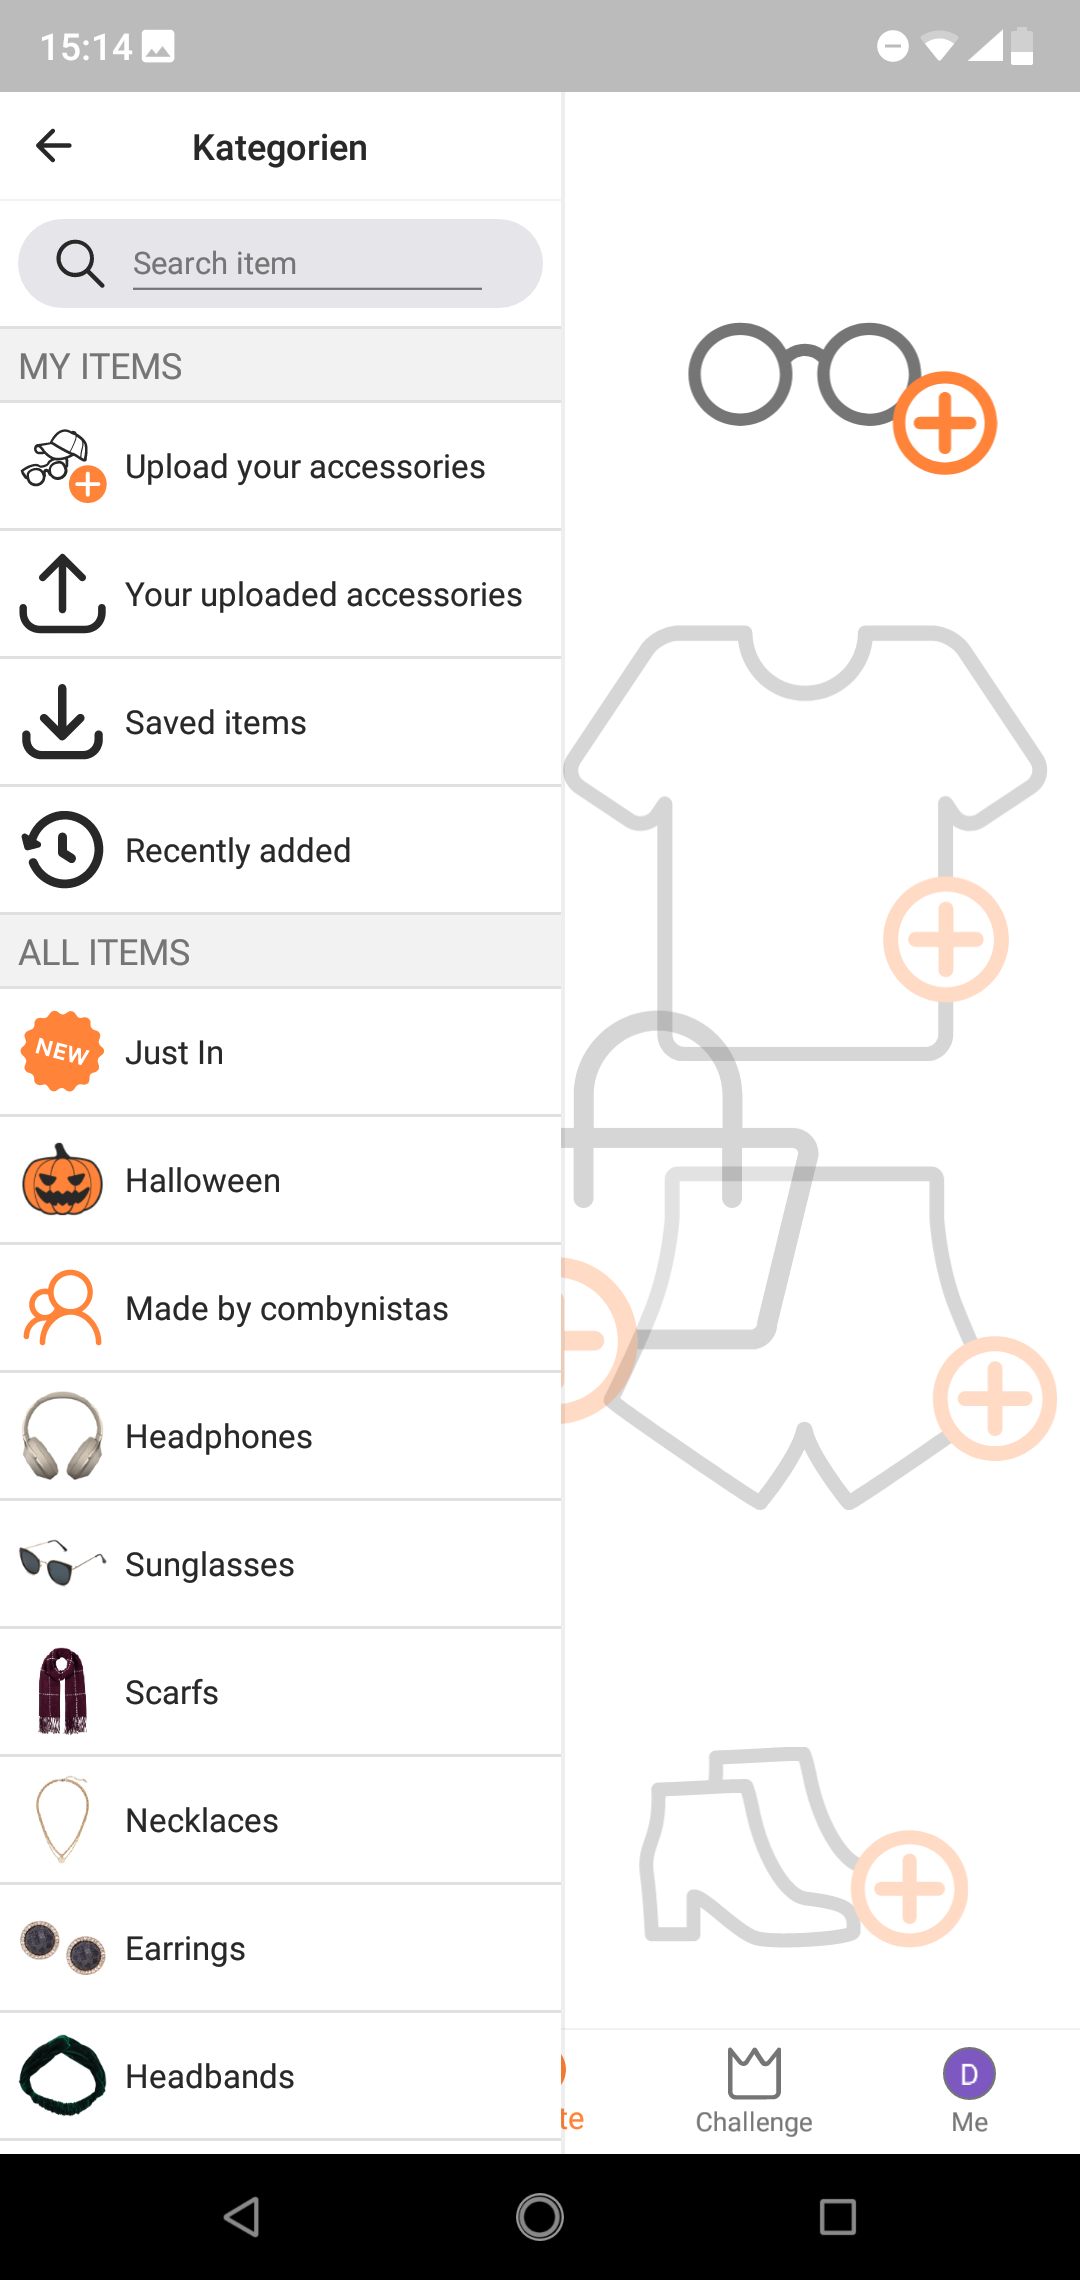 15:14
Kategorien
Search item
MY ITEMS
Upload your accessories
Your uploaded accessories
Saved items
Recently added
ALL ITEMS
NEW
Just In
Halloween
Made by combynistas
Headphones
Sunglasses
Scarfs
Necklaces
Earrings
Headbands
te
Challenge
D
Me